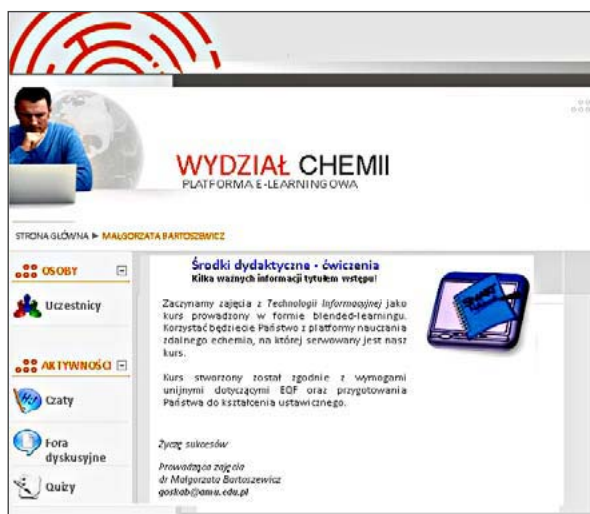 WYDZIAŁ CHEMII
PLATFORMA E-LEARNINGOWA
STRONA GŁÓWNA ► MAŁGORZATA BARTOSZEWICZ
OSOBY
Uczestnicy
AKTYWNOŚCI
Czaty
Fora
dyskusyjne
Quizy
Środki dydaktyczne - ćwiczenia
Kilka ważnych informacji tytułem wstępu!
Zaczynamy zajęcia z Technologii Informacyjnej jako
kurs prowadzony w formie blended-learningu.
Korzystać będziecie Państwo z platformy nauczania
zdalnego echemia, na której serwowany jest nasz
kurs.
Kurs stworzony został zgodnie z wymogami
unijnymi dotyczącymi EQF oraz przygotowania
Państwa do kształcenia ustawicznego.
Życzę sukcesów
Prowadząca zajęcia
dr Małgorzata Bartoszewicz
goskab@amu.edu.pl